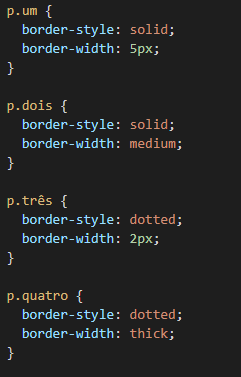 p.um {
  border-style: solid;
  border-width: 5px;
}

p.dois {
  border-style: solid;
  border-width: medium;
}

p.três {
  border-style: dotted;
  border-width: 2px;
}

p.quatro {
  border-style: dotted;
  border-width: thick;
}